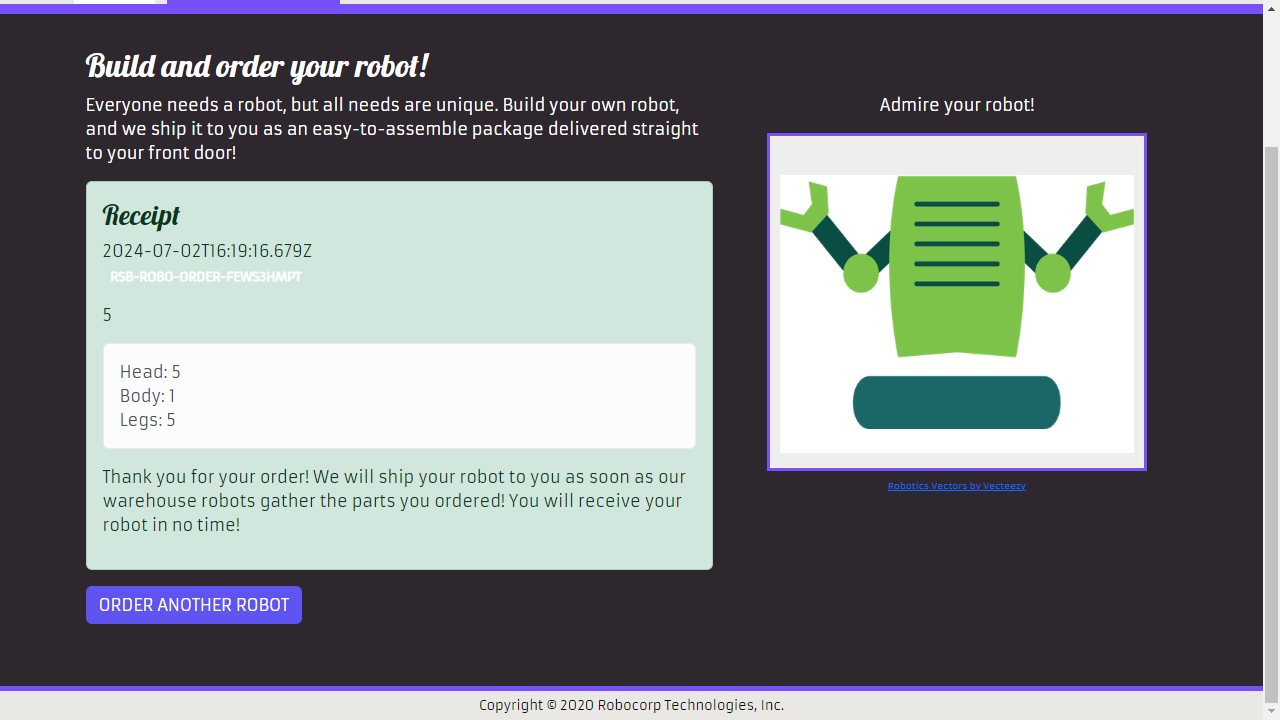 Build and order your robot!
Everyone needs a robot, but all needs are unique. Build your own robot,
and we ship it to you as an easy-to-assemble package delivered straight
to your front door!
Receipt
2024-07-02T16:19:16.679Z
RSB-ROBO-ORDER-FEWS3HMPT
5
Head: 5
Body: 1
Legs: 5
Thank you for your order! We will ship your robot to you as soon as our
warehouse robots gather the parts you ordered! You will receive your
robot in no time!
ORDER ANOTHER ROBOT
Admire your robot!
Robotics Vectors by Vecteezy
Copyright © 2020 Robocorp Technologies, Inc.